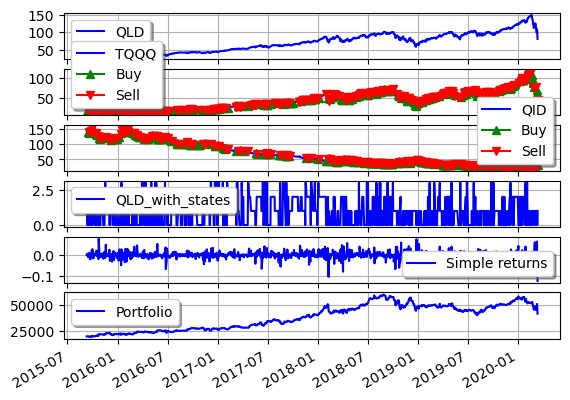 150
100
50
QLD
TQQQ
Buy
Sell
100
50
QID
Buy
Sell
150
100
50
2.5
0.0
QLD_with_states
0.0
−0.1
Simple returns
50000
25000
Portfolio
2015-07
2016-01
2016-07
2017-01
2017-07
2018-01
2018-07
2019-01
2019-07
2020-01